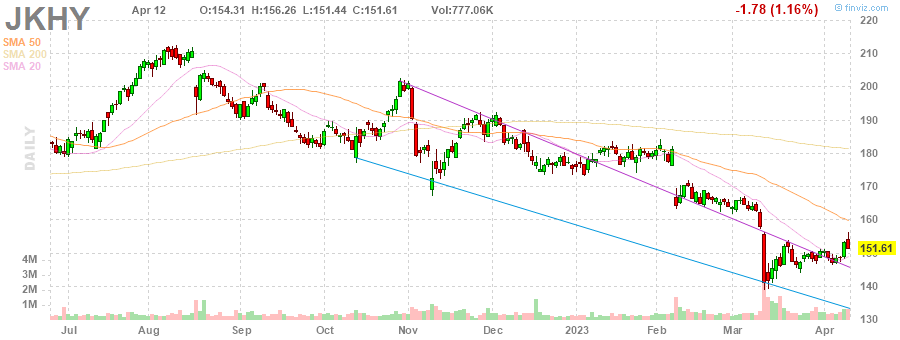 JKHY Apr 12 O:154.31 H:156.26 L:151.44 C:151.61 Vol:777.06K -1.78 (1.16%) © finviz.com
SMA 50
SMA 200
SMA 20
DAILY
220
210
200
190
180
170
160
151.61
150
140
130
4M
3M
2M
1M
Jul Aug Sep Oct Nov Dec 2023 Feb Mar Apr